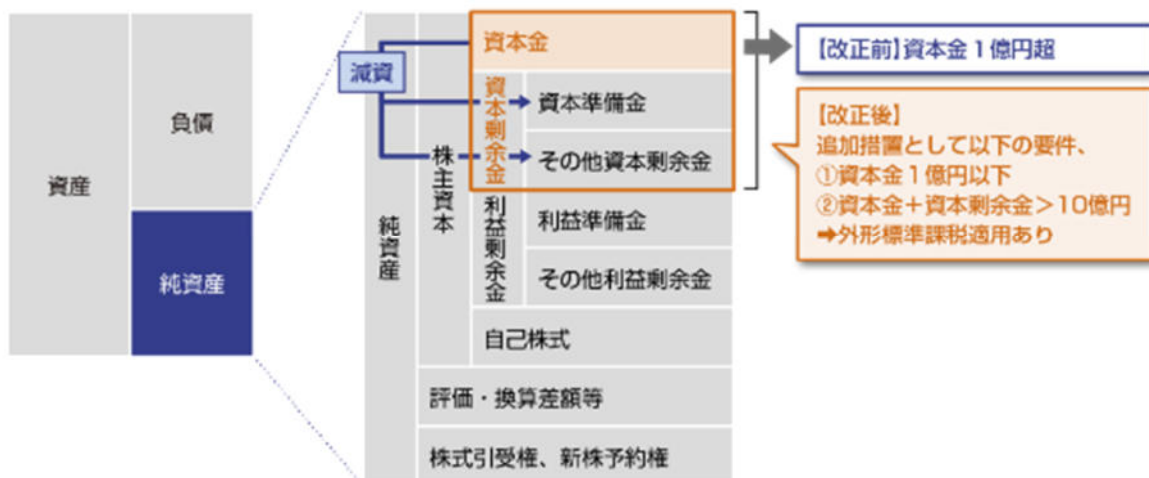 資産
負債
純資産
純資産
株主資本
減資
資本金
資本剰余金
資本準備金
その他資本剰余金
利益剰余金
利益準備金
その他利益剰余金
自己株式
評価・換算差額等
株式引受権、新株予約権
【改正前】資本金1億円超
【改正後】
追加措置として以下の要件、
①資本金1億円以下
②資本金+資本剰余金>10億円
➡外形標準課税適用あり